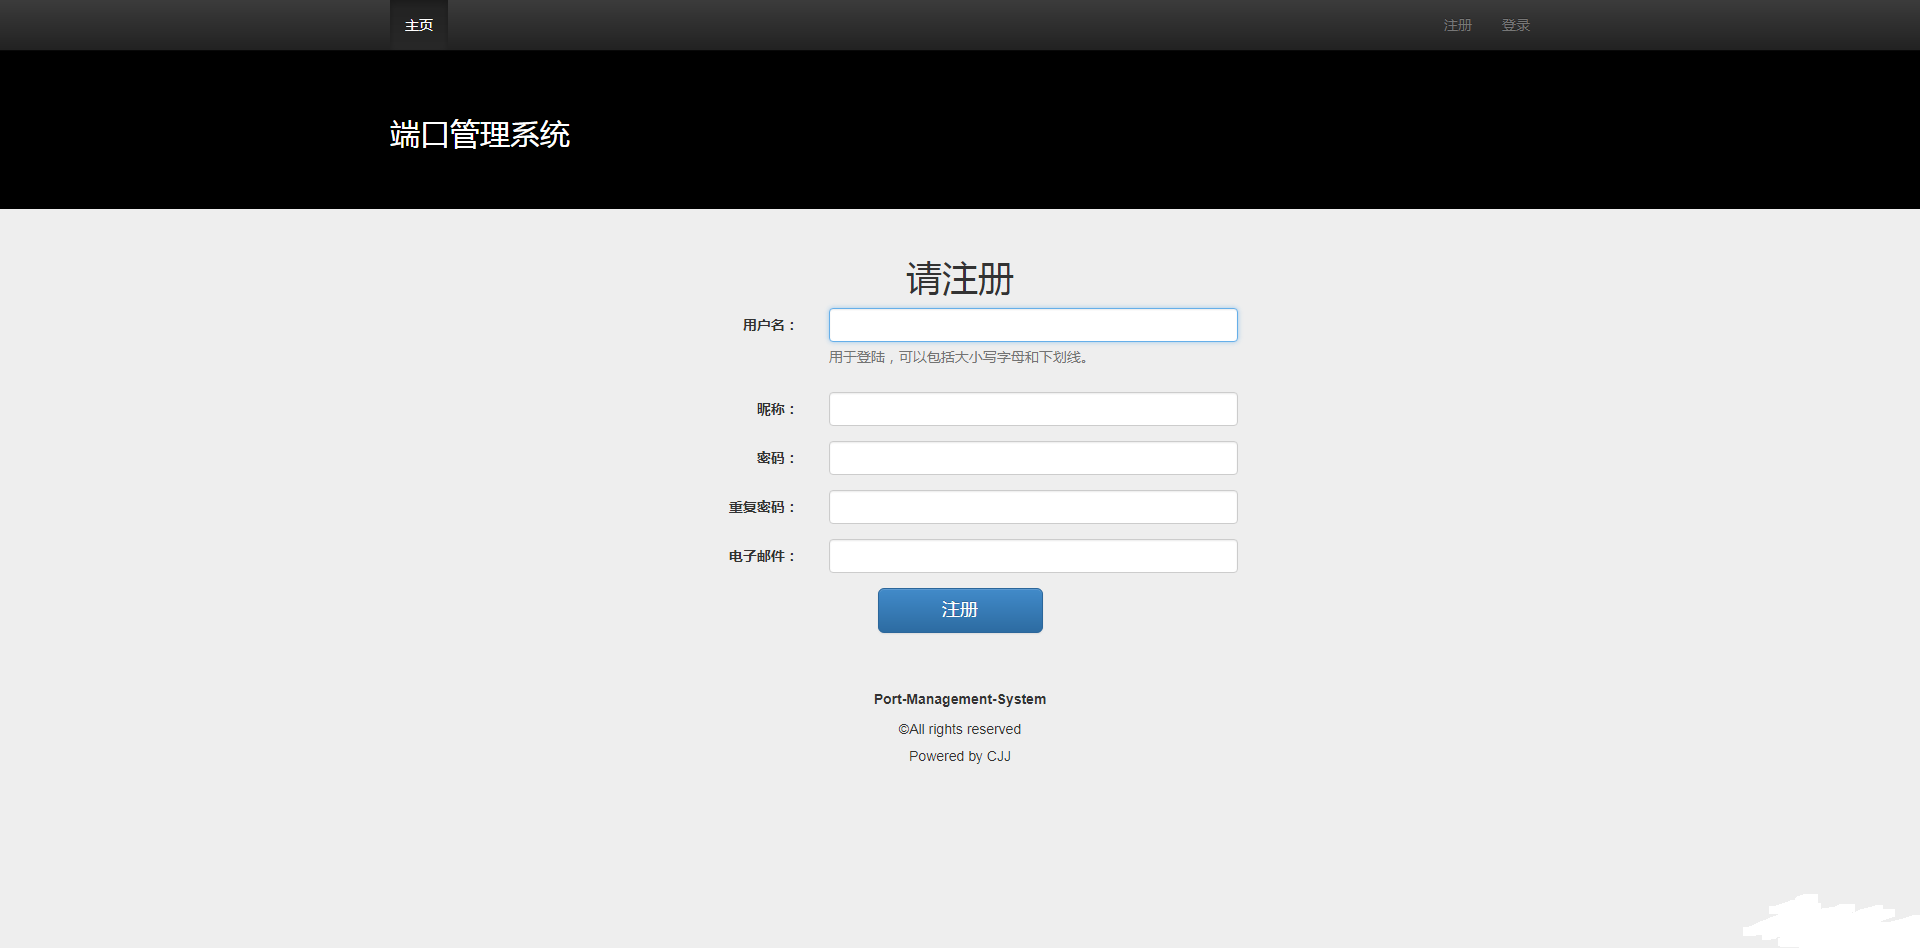 主页
注册
登录
端口管理系统
请注册
用户名：
用于登陆，可以包括大小写字母和下划线。
昵称：
密码：
重复密码：
电子邮件：
注册
Port-Management-System
©All rights reserved
Powered by CJJ